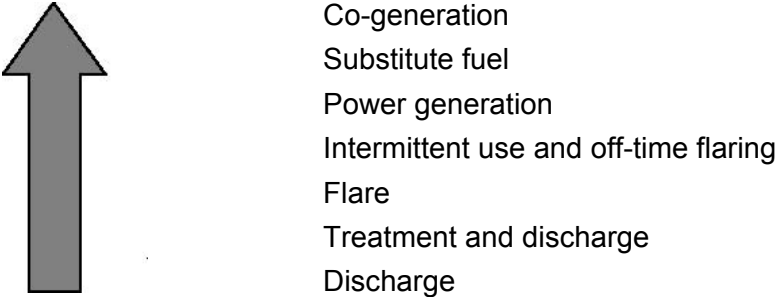 Co-generation
Substitute fuel
Power generation
Intermittent use and off-time flaring
Flare
Treatment and discharge
Discharge